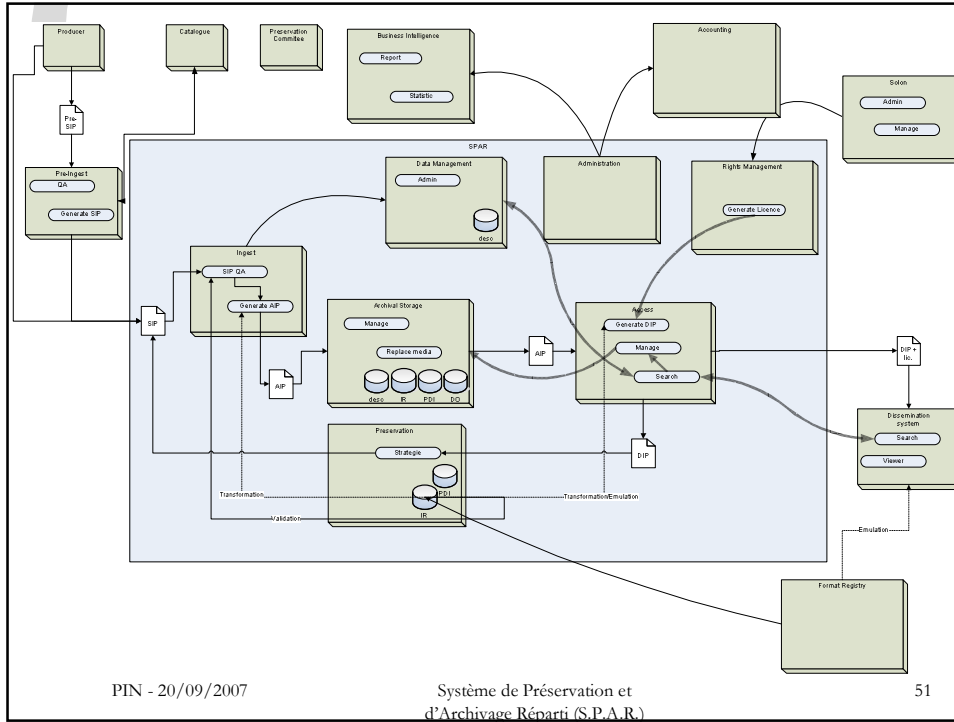 Producer
Catalogue
Preservation
Commitee
Business Intelligence
Report
Statistic
Accounting
Solon
Admin
Manage
Pre-
SIP
Pre-Ingest
QA
Generate SIP
SPAR
Data Management
Admin
desc
Administration
Rights Management
Generate Licence
Ingest
SIP QA
Generate AIP
SIP
AIP
Archival Storage
Manage
Replace media
desc
IR
PDI
DO
AIP
Access
Generate DIP
Manage
Search
DIP +
lic.
Dissemination
system
Search
Viewer
Preservation
Strategie
PDI
IR
DIP
Transformation
Transformation/Emulation
Validation
Emulation
Format Registry
PIN - 20/09/2007
Système de Préservation et
d'Archivage Réparti (S.P.A.R.)
51